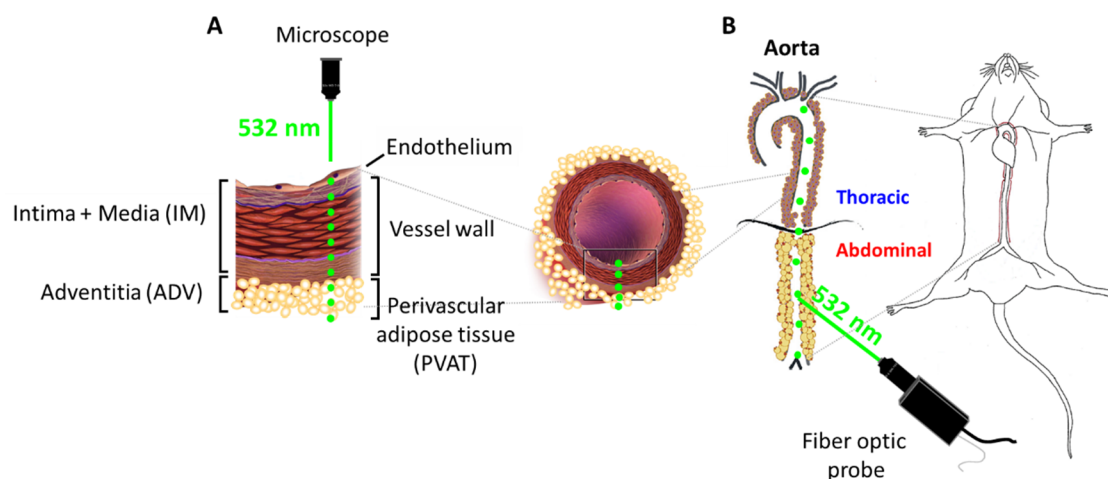 A
Microscope
532 nm
Endothelium
Intima + Media (IM)
Vessel wall
Adventitia (ADV)
Perivascular
adipose tissue
(PVAT)
B
Aorta
Thoracic
Abdominal
532 nm
Fiber optic
probe